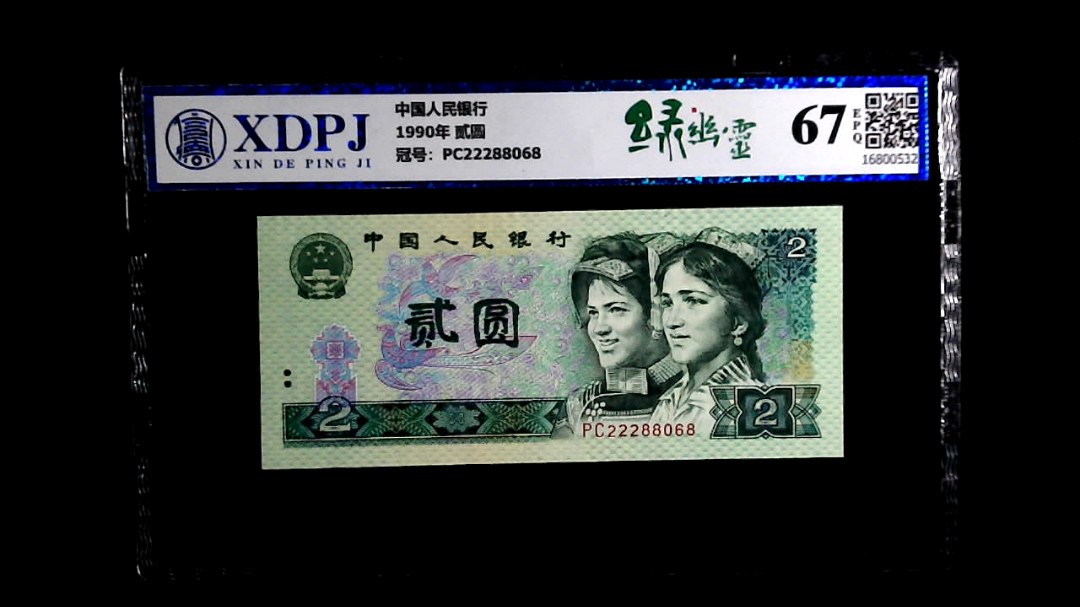 XDPJ
XIN DE PING JI
中国人民银行
1990年 贰圆
冠号：PC22288068
绿幽靈
67
EPQ
16800532
中国人民银行
2
贰圆
2
PC22288068
2